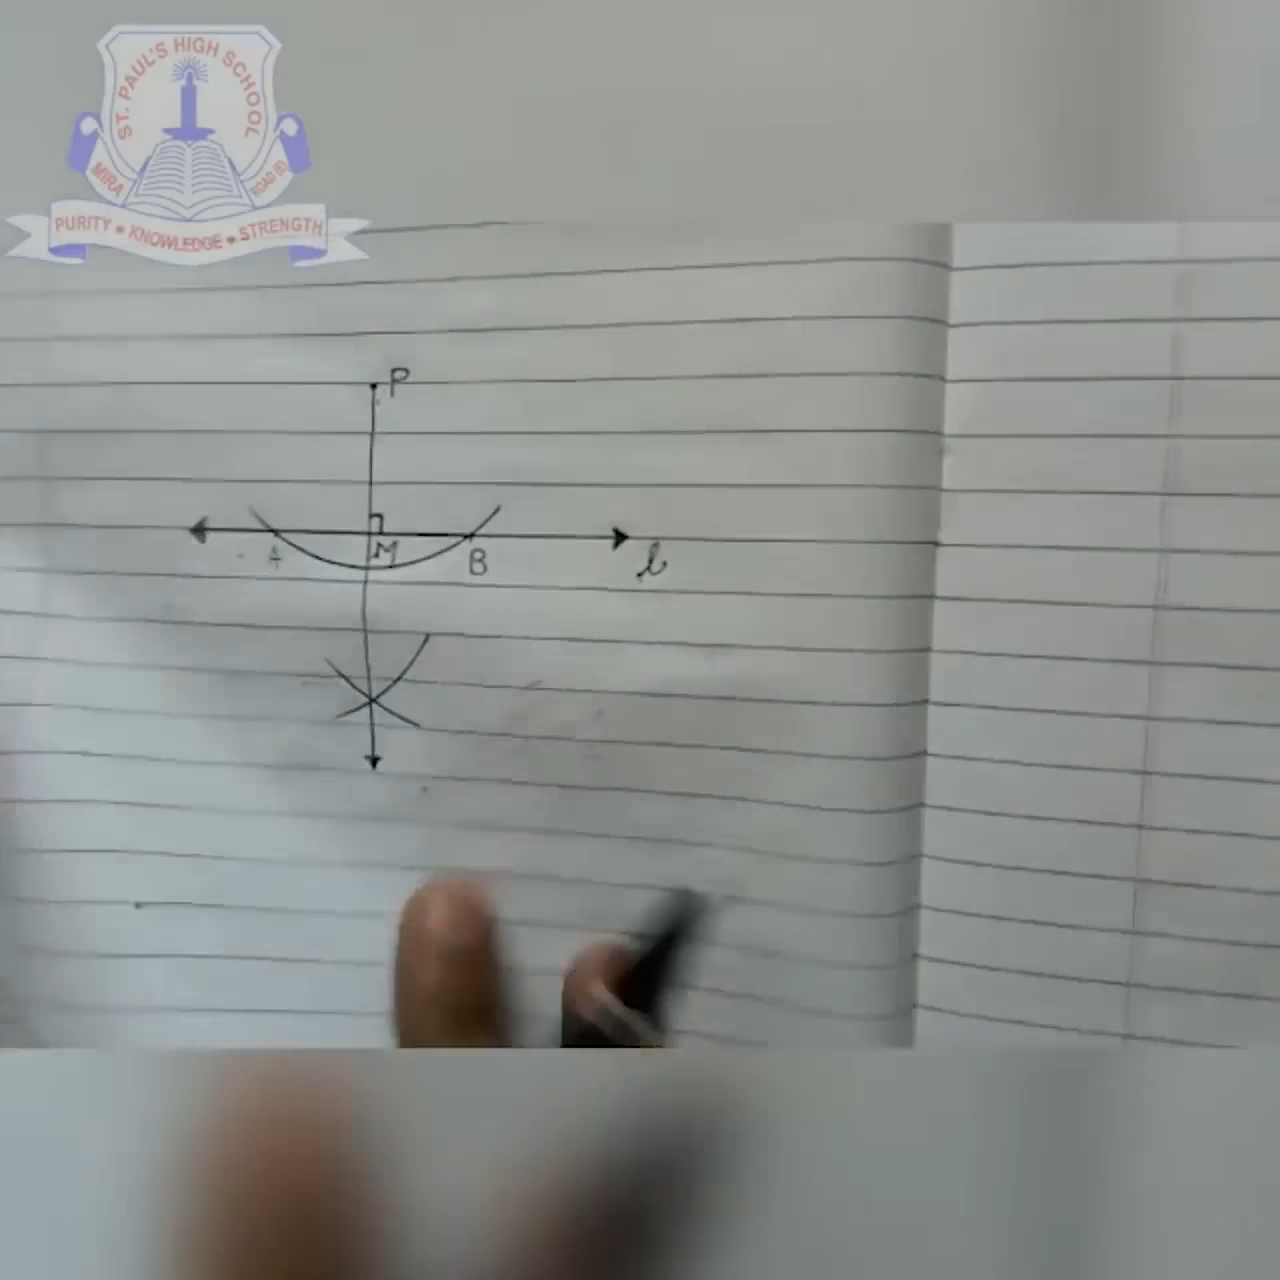 ST. PAUL'S HIGH SCHOOL
MIRA ROAD (E)
PURITY • KNOWLEDGE • STRENGTH
P
A M B l